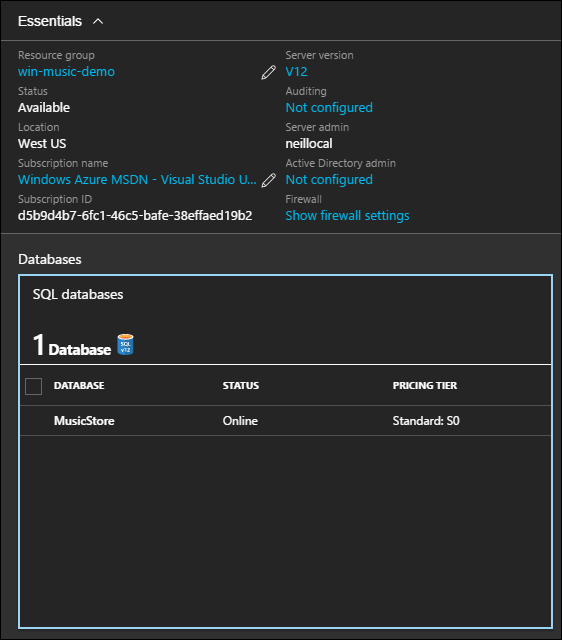 Essentials
Resource group
win-music-demo
Status
Available
Location
West US
Subscription name
Windows Azure MSDN - Visual Studio U...
Subscription ID
d5b9d4b7-6fc1-46c5-bafe-38effaed19b2
Server version
V12
Auditing
Not configured
Server admin
neillocal
Active Directory admin
Not configured
Firewall
Show firewall settings
Databases
SQL databases
1 Database
SQL
v12
DATABASE STATUS PRICING TIER
MusicStore Online Standard: S0